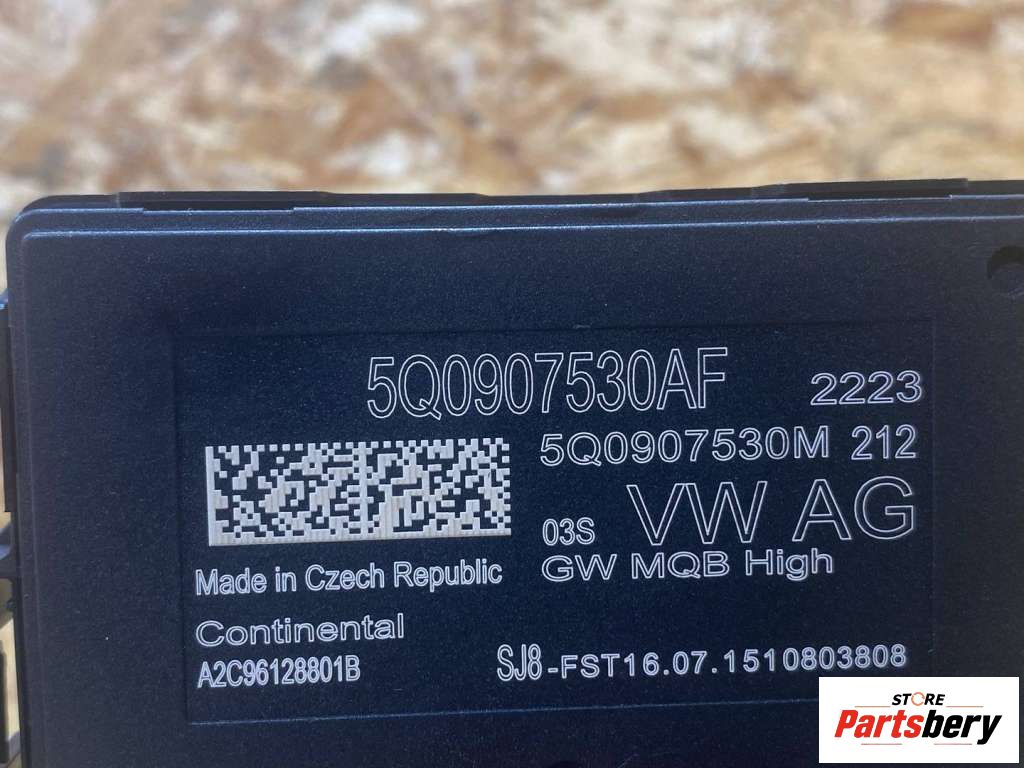 5Q0907530AF 2223
5Q0907530M 212
03S VW AG
GW MQB High
Made in Czech Republic
Continental
A2C96128801B
SJ8-FST16.07.1510803808
STORE
Partsbery